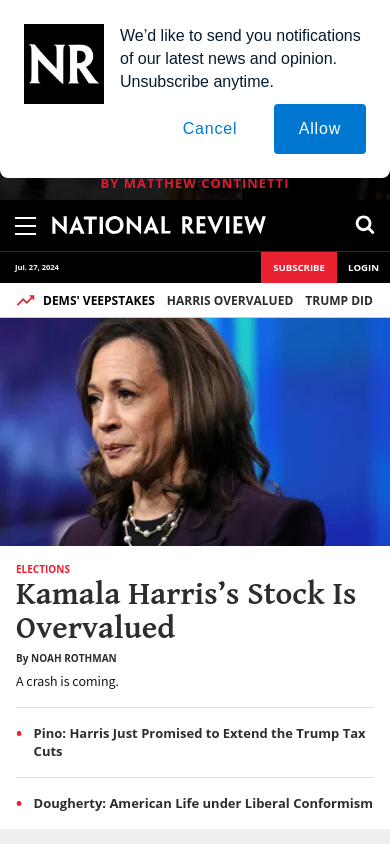 NR
We’d like to send you notifications
of our latest news and opinion.
Unsubscribe anytime.
Cancel
Allow
BY MATTHEW CONTINETTI
NATIONAL REVIEW
Jul. 27, 2024
SUBSCRIBE
LOGIN
DEMS' VEEPSTAKES HARRIS OVERVALUED TRUMP DID
ELECTIONS
Kamala Harris’s Stock Is
Overvalued
By NOAH ROTHMAN
A crash is coming.
Pino: Harris Just Promised to Extend the Trump Tax
Cuts
Dougherty: American Life under Liberal Conformism